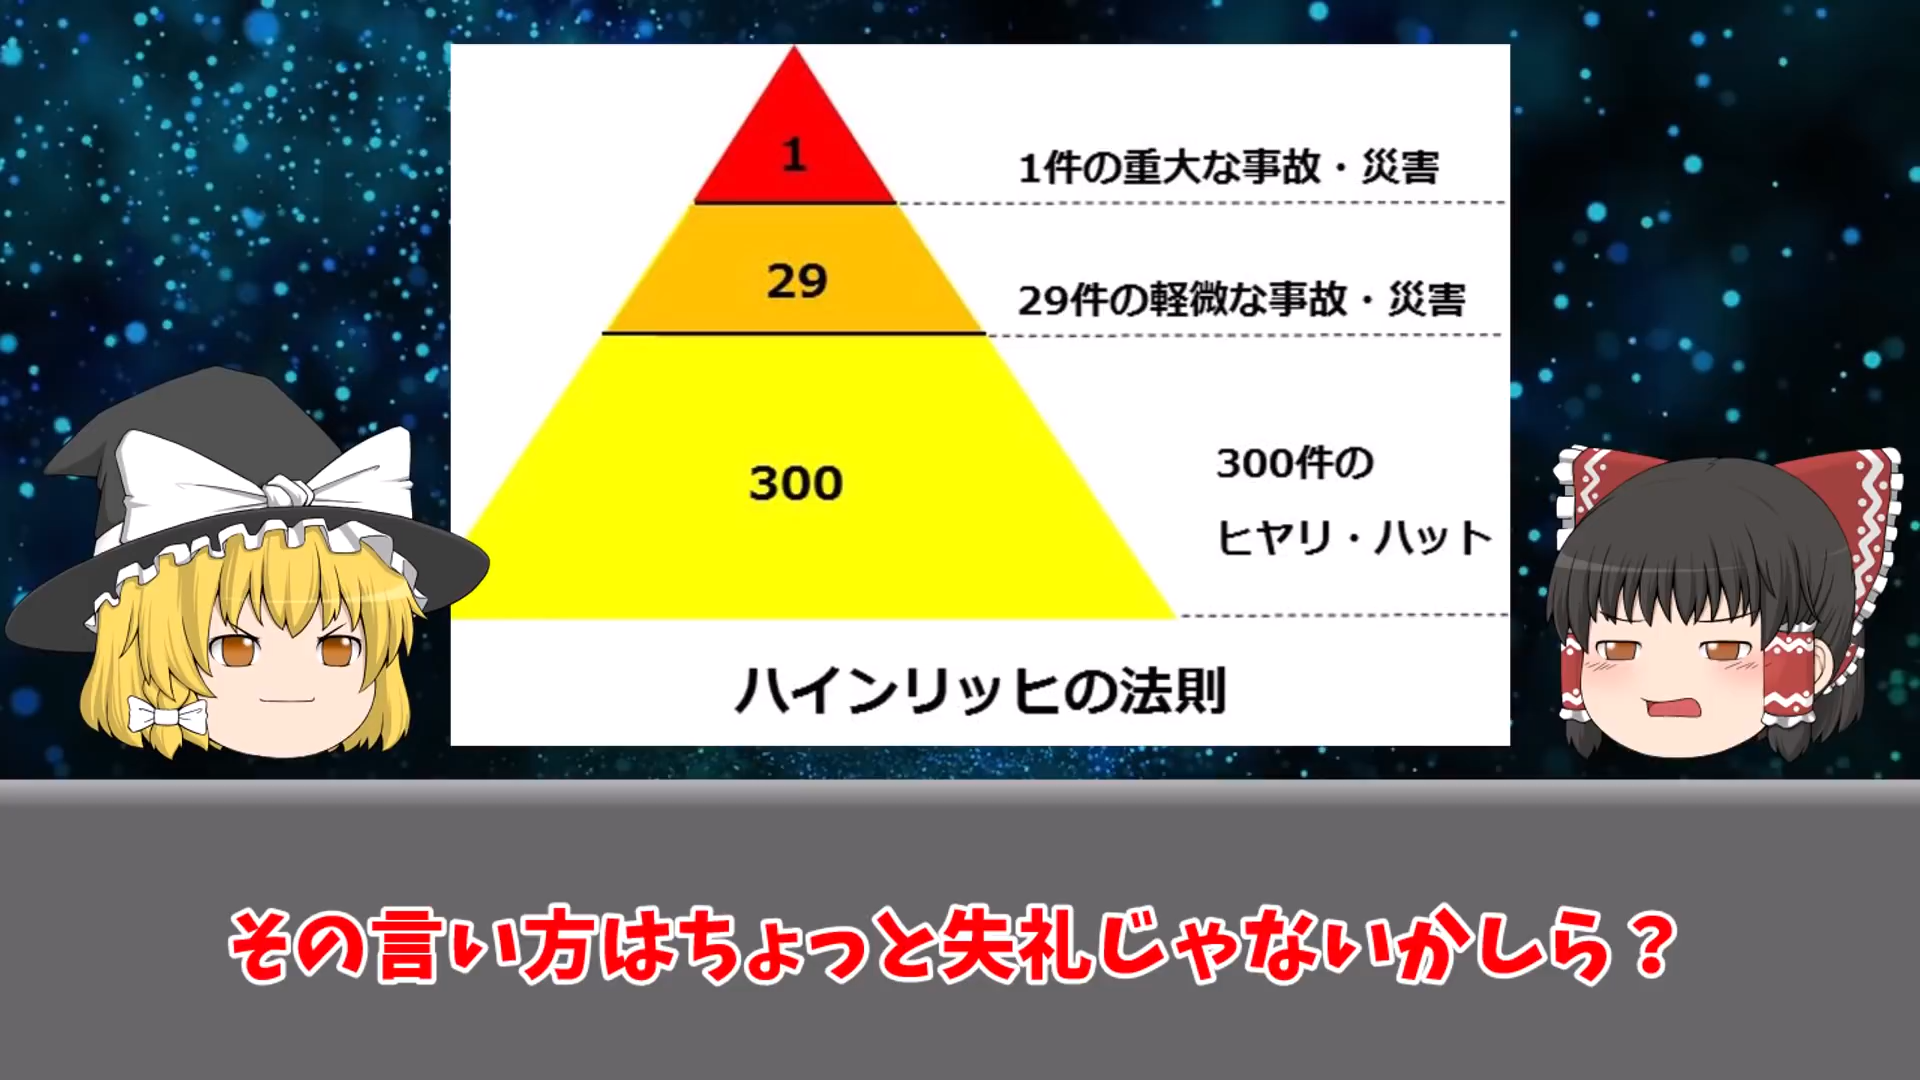 1
1件の重大な事故・災害
29
29件の軽微な事故・災害
300
300件の
ヒヤリ・ハット
ハインリッヒの法則
その言い方はちょっと失礼じゃないかしら？